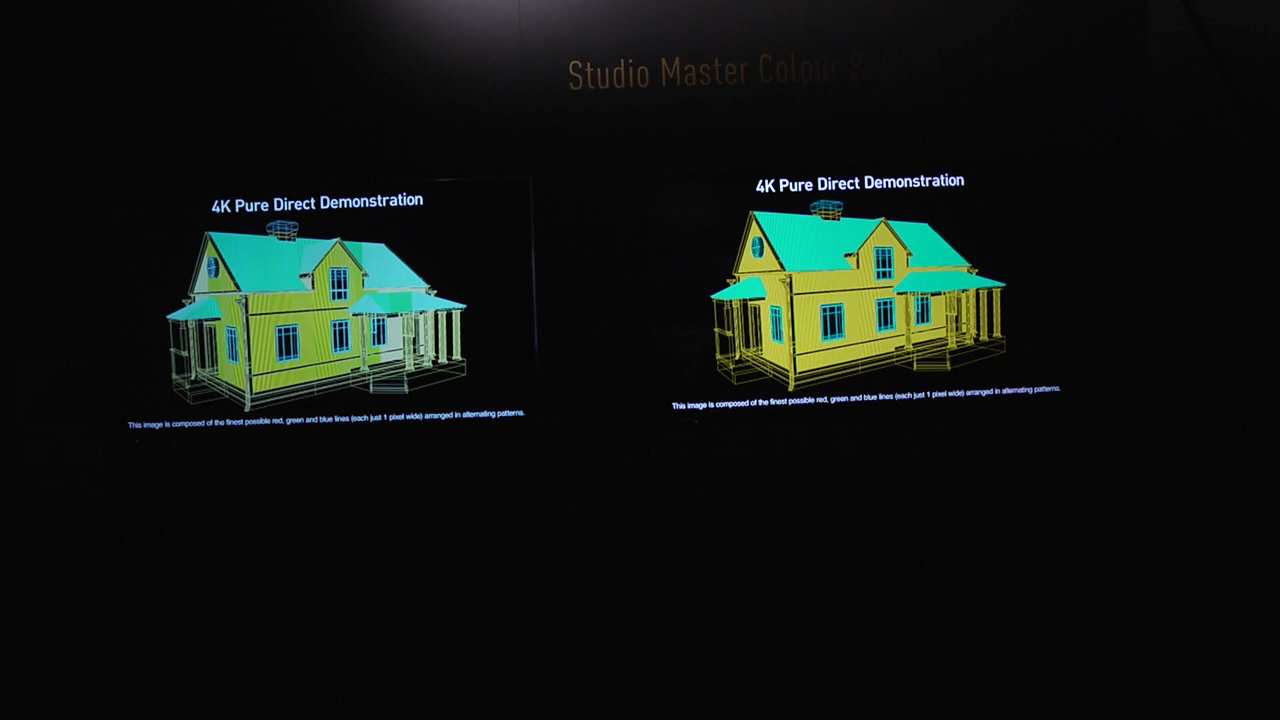 Studio Master Colour &
4K Pure Direct Demonstration
This image is composed of the finest possible red, green and blue lines (each just 1 pixel wide) arranged in alternating patterns.
4K Pure Direct Demonstration
This image is composed of the finest possible red, green and blue lines (each just 1 pixel wide) arranged in alternating patterns.